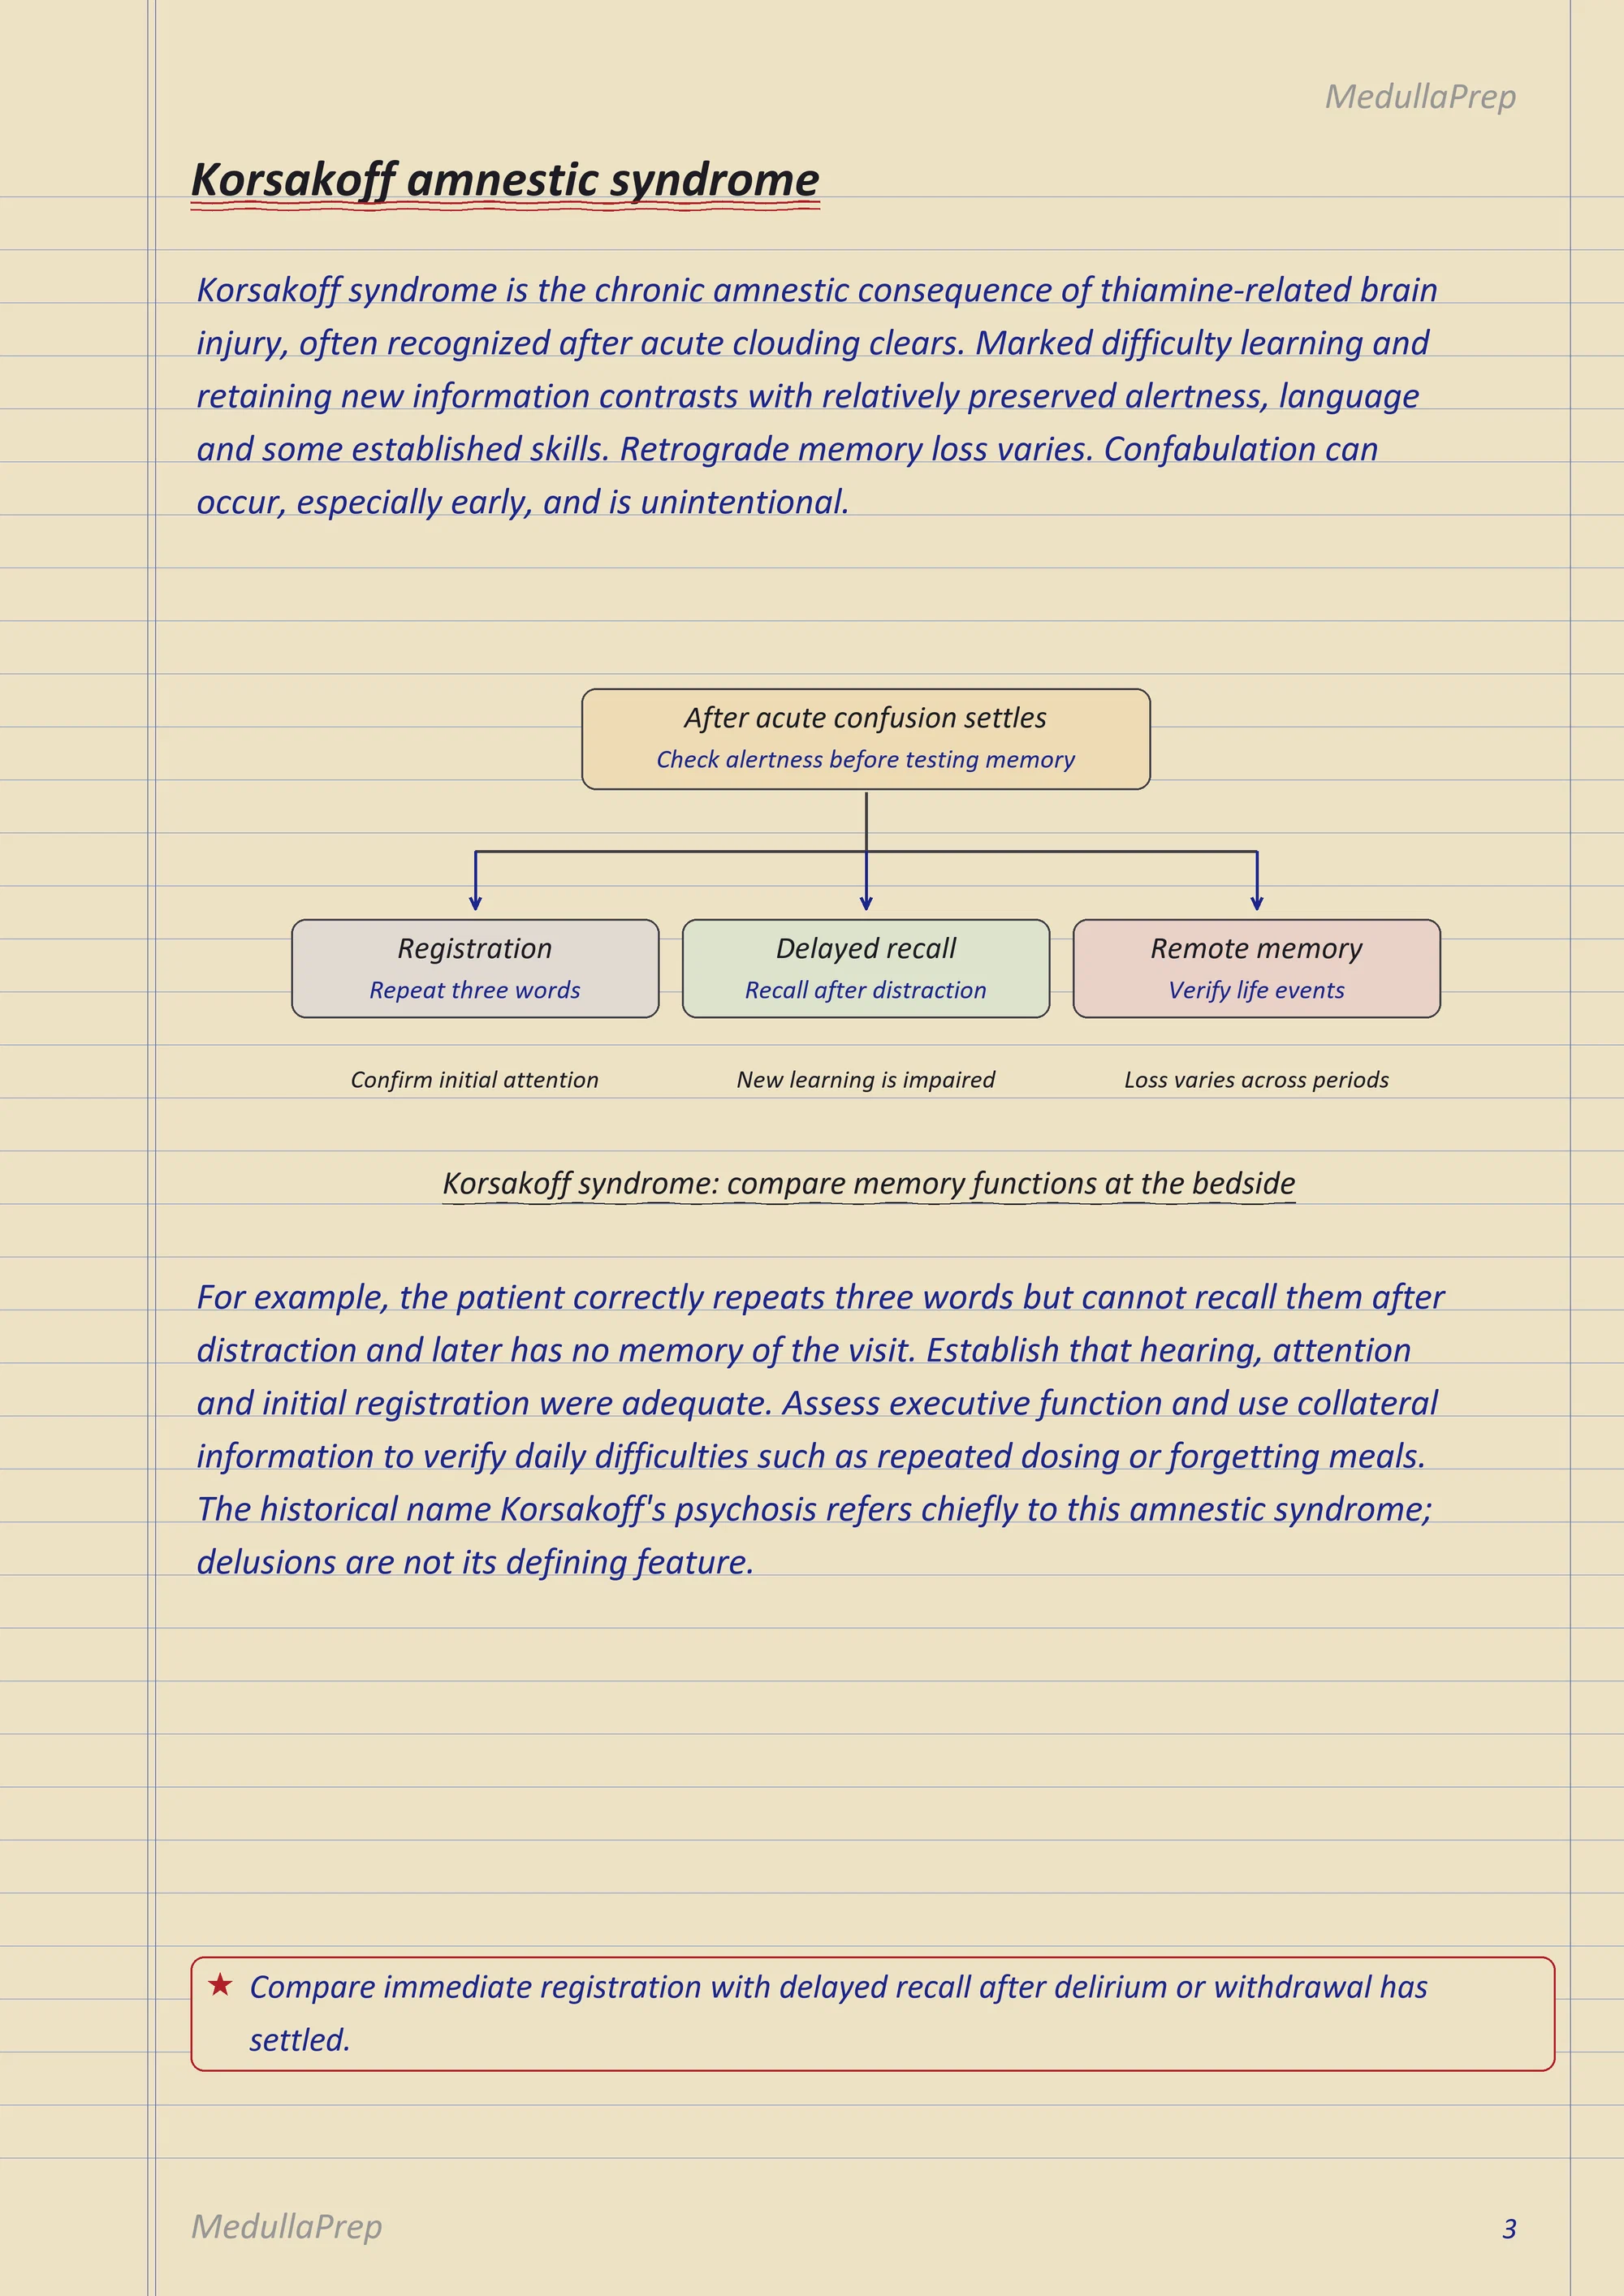 MedullaPrep
Korsakoff amnestic syndrome
Korsakoff syndrome is the chronic amnestic consequence of thiamine-related brain
injury, often recognized after acute clouding clears. Marked difficulty learning and
retaining new information contrasts with relatively preserved alertness, language
and some established skills. Retrograde memory loss varies. Confabulation can
occur, especially early, and is unintentional.
After acute confusion settles
Check alertness before testing memory
Registration
Repeat three words
Delayed recall
Recall after distraction
Remote memory
Verify life events
Confirm initial attention
New learning is impaired
Loss varies across periods
Korsakoff syndrome: compare memory functions at the bedside
For example, the patient correctly repeats three words but cannot recall them after
distraction and later has no memory of the visit. Establish that hearing, attention
and initial registration were adequate. Assess executive function and use collateral
information to verify daily difficulties such as repeated dosing or forgetting meals.
The historical name Korsakoff's psychosis refers chiefly to this amnestic syndrome;
delusions are not its defining feature.
★ Compare immediate registration with delayed recall after delirium or withdrawal has
settled.
MedullaPrep
3